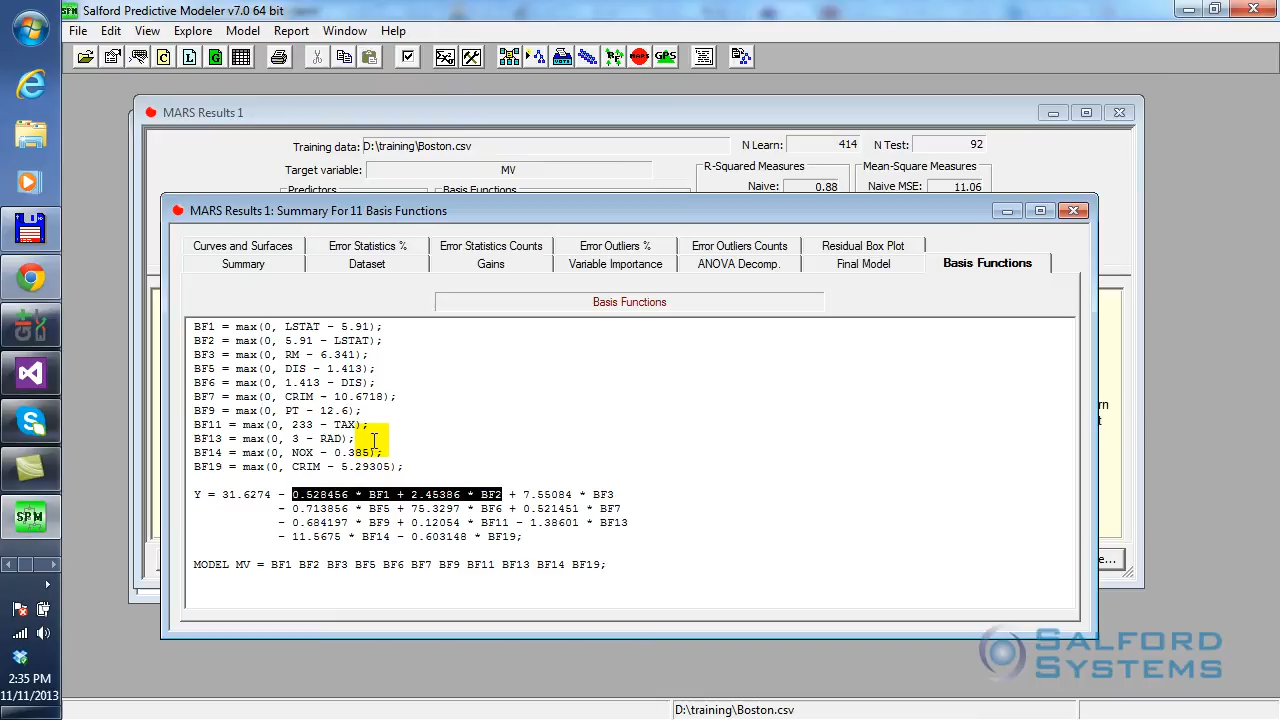 Salford Predictive Modeler v7.0 64 bit
File Edit View Explore Model Report Window Help
MARS Results 1
Training data: D:\training\Boston.csv N Learn: 414 N Test: 92
Target variable: MV R-Squared Measures Mean-Square Measures
Predictors Basis Functions Naive: 0.88 Naive MSE: 11.06
MARS Results 1: Summary For 11 Basis Functions
Curves and Surfaces Error Statistics % Error Statistics Counts Error Outliers % Error Outliers Counts Residual Box Plot
Summary Dataset Gains Variable Importance ANOVA Decomp. Final Model Basis Functions
Basis Functions
BF1 = max(0, LSTAT - 5.91);
BF2 = max(0, 5.91 - LSTAT);
BF3 = max(0, RM - 6.341);
BF5 = max(0, DIS - 1.413);
BF6 = max(0, 1.413 - DIS);
BF7 = max(0, CRIM - 10.6718);
BF9 = max(0, PT - 12.6);
BF11 = max(0, 233 - TAX);
BF13 = max(0, 3 - RAD);
BF14 = max(0, NOX - 0.385);
BF19 = max(0, CRIM - 5.29305);
Y = 31.6274 - 0.528456 * BF1 + 2.45386 * BF2 + 7.55084 * BF3
- 0.713856 * BF5 + 75.3297 * BF6 + 0.521451 * BF7
- 0.684197 * BF9 + 0.12054 * BF11 - 1.38601 * BF13
- 11.5675 * BF14 - 0.603148 * BF19;
MODEL MV = BF1 BF2 BF3 BF5 BF6 BF7 BF9 BF11 BF13 BF14 BF19;
rn
t
e...
SPM
SALFORD
SYSTEMS
2:35 PM
11/11/2013
D:\training\Boston.csv